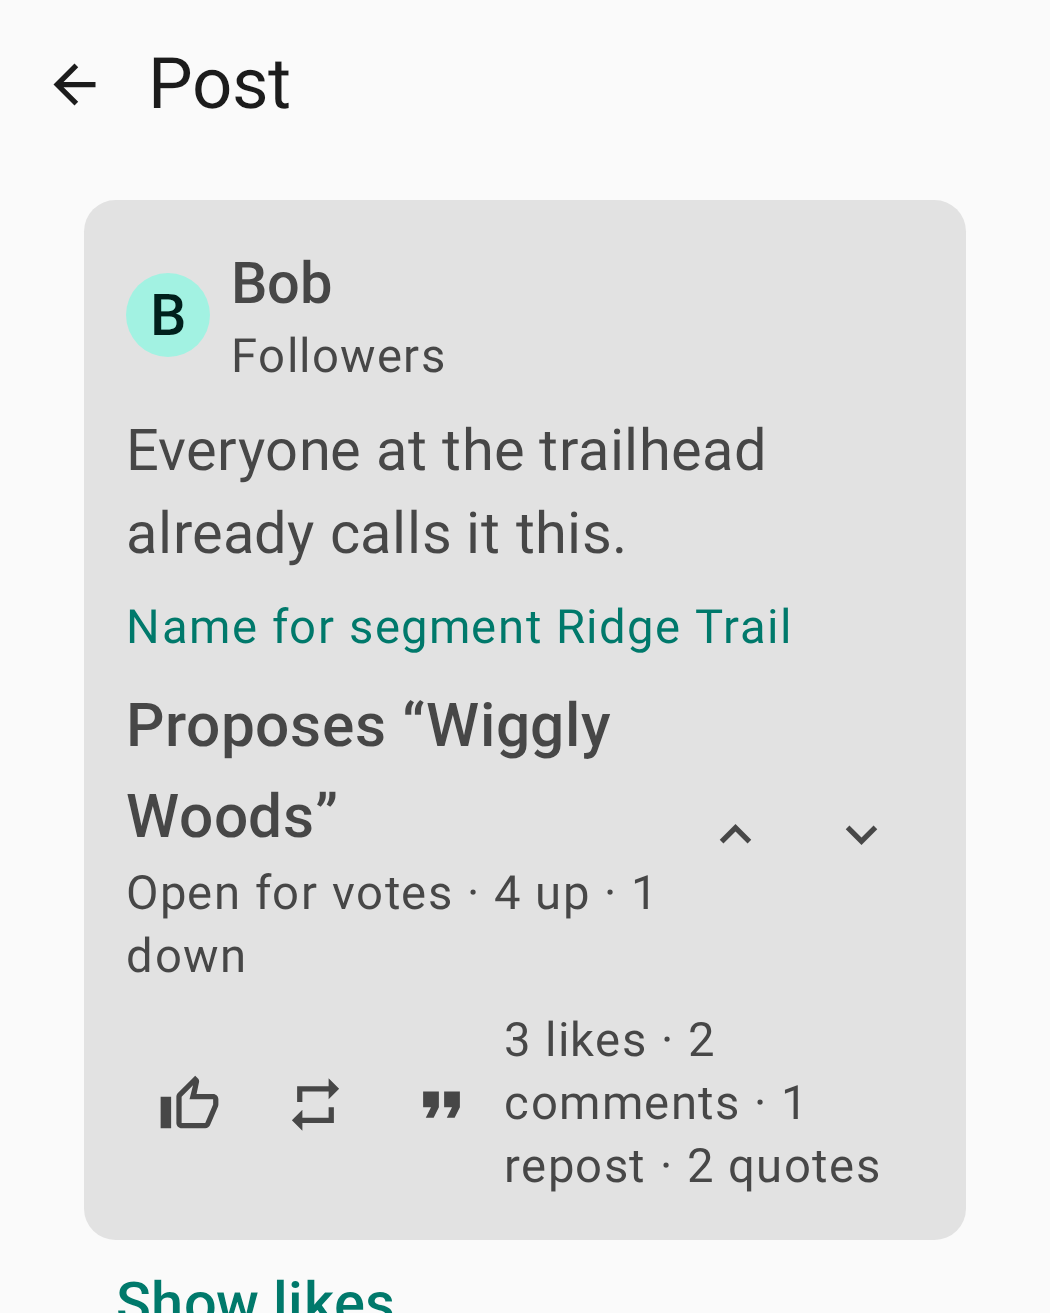 Post
B
Bob
Followers
Everyone at the trailhead
already calls it this.
Name for segment Ridge Trail
Proposes “Wiggly
Woods”
Open for votes · 4 up · 1
down
3 likes · 2
comments · 1
repost · 2 quotes
Show likes